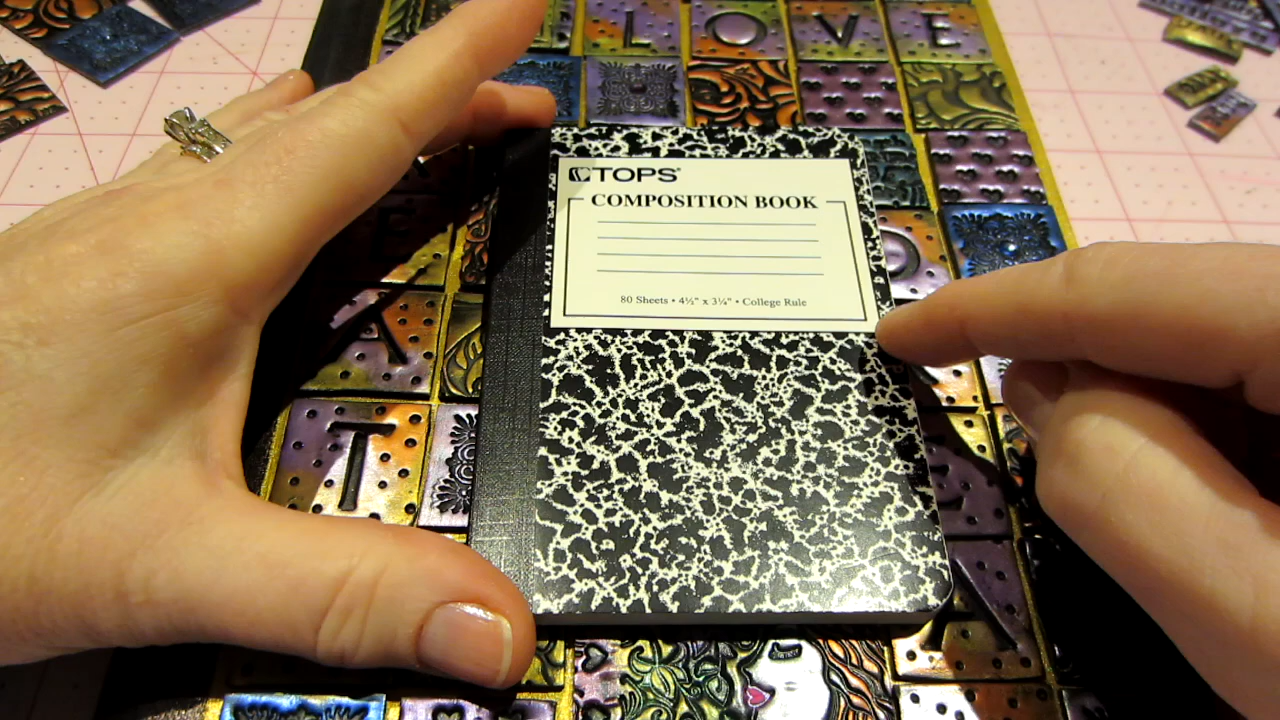 LOVE
TOPS®
COMPOSITION BOOK
80 Sheets • 4½" x 3¼" • College Rule
T